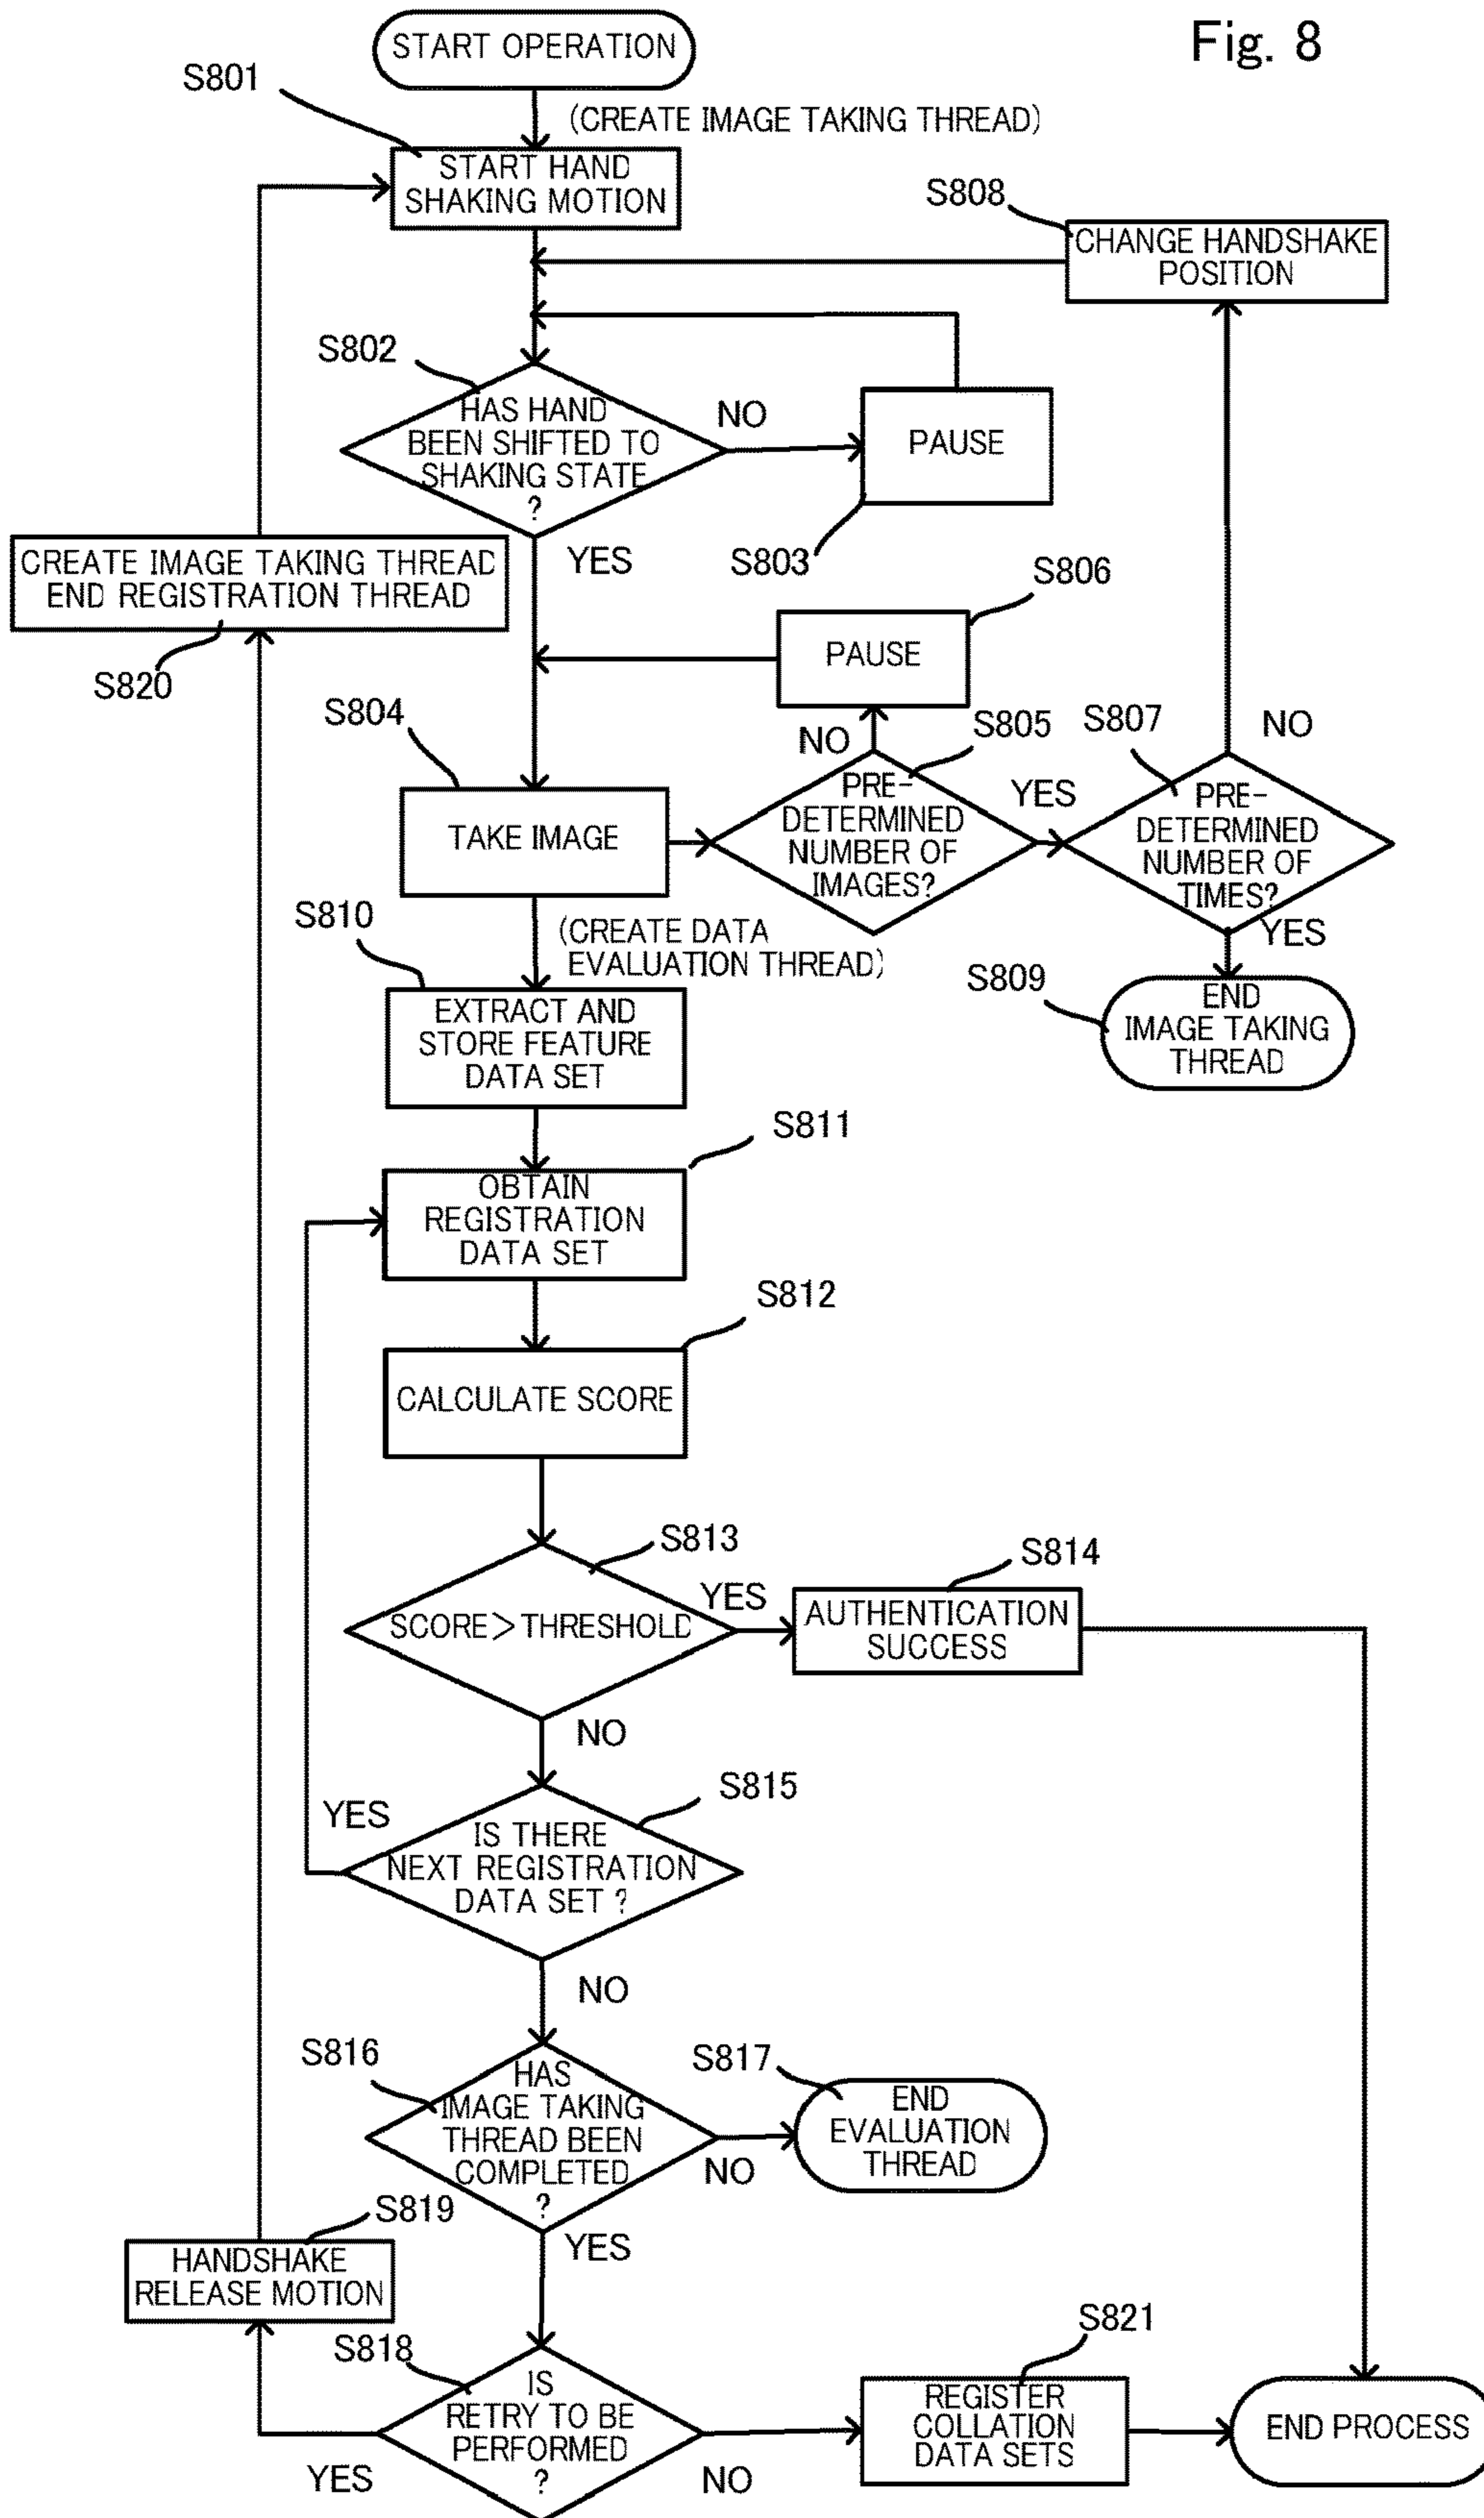 Fig. 8
START OPERATION
S801
(CREATE IMAGE TAKING THREAD)
START HAND
SHAKING MOTION
S808
CHANGE HANDSHAKE
POSITION
S802
HAS HAND
BEEN SHIFTED TO
SHAKING STATE
?
NO
PAUSE
S803
YES
CREATE IMAGE TAKING THREAD
END REGISTRATION THREAD
S820
S806
PAUSE
S804
TAKE IMAGE
NO
S805
PRE-
DETERMINED
NUMBER OF
IMAGES?
YES
S807
NO
PRE-
DETERMINED
NUMBER OF
TIMES?
YES
S809
END
IMAGE TAKING
THREAD
S810
(CREATE DATA
EVALUATION THREAD)
EXTRACT AND
STORE FEATURE
DATA SET
S811
OBTAIN
REGISTRATION
DATA SET
S812
CALCULATE SCORE
S813
SCORE>THRESHOLD
YES
S814
AUTHENTICATION
SUCCESS
NO
S815
YES
IS THERE
NEXT REGISTRATION
DATA SET ?
NO
S816
HAS
IMAGE TAKING
THREAD BEEN
COMPLETED
?
NO
S817
END
EVALUATION
THREAD
YES
S819
HANDSHAKE
RELEASE MOTION
S818
IS
RETRY TO BE
PERFORMED
?
YES
NO
S821
REGISTER
COLLATION
DATA SETS
END PROCESS